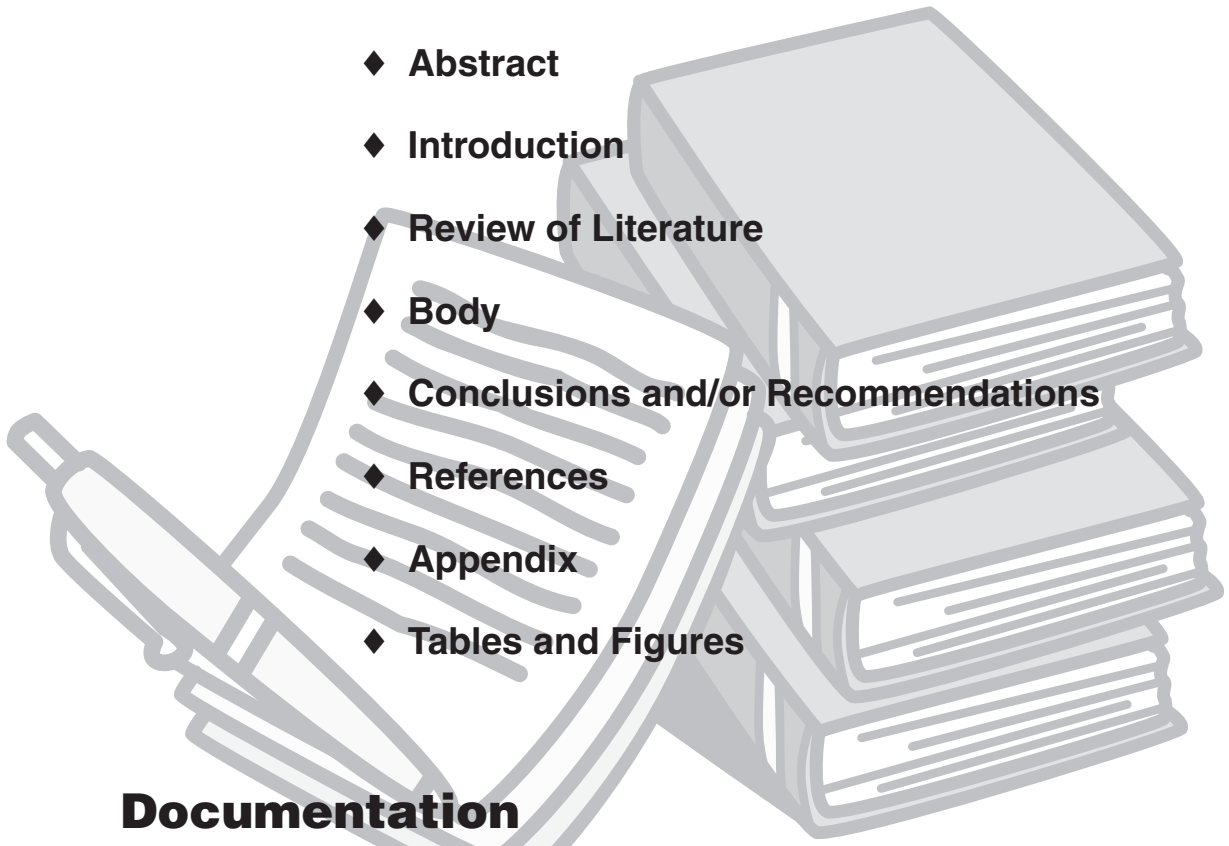 ♦ Abstract
♦ Introduction
♦ Review of Literature
♦ Body
♦ Conclusions and/or Recommendations
♦ References
♦ Appendix
♦ Tables and Figures
Documentation